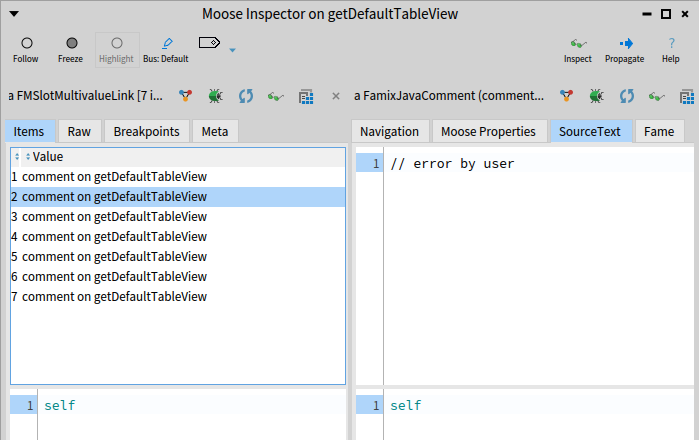 Moose Inspector on getDefaultTableView
Follow Freeze Highlight Bus: Default Inspect Propagate Help
a FMSlotMultivalueLink [7 i...
a FamixJavaComment (comment...
Items Raw Breakpoints Meta
Navigation Moose Properties SourceText Fame
Value
1 comment on getDefaultTableView
2 comment on getDefaultTableView
3 comment on getDefaultTableView
4 comment on getDefaultTableView
5 comment on getDefaultTableView
6 comment on getDefaultTableView
7 comment on getDefaultTableView
1 // error by user
1 self
1 self